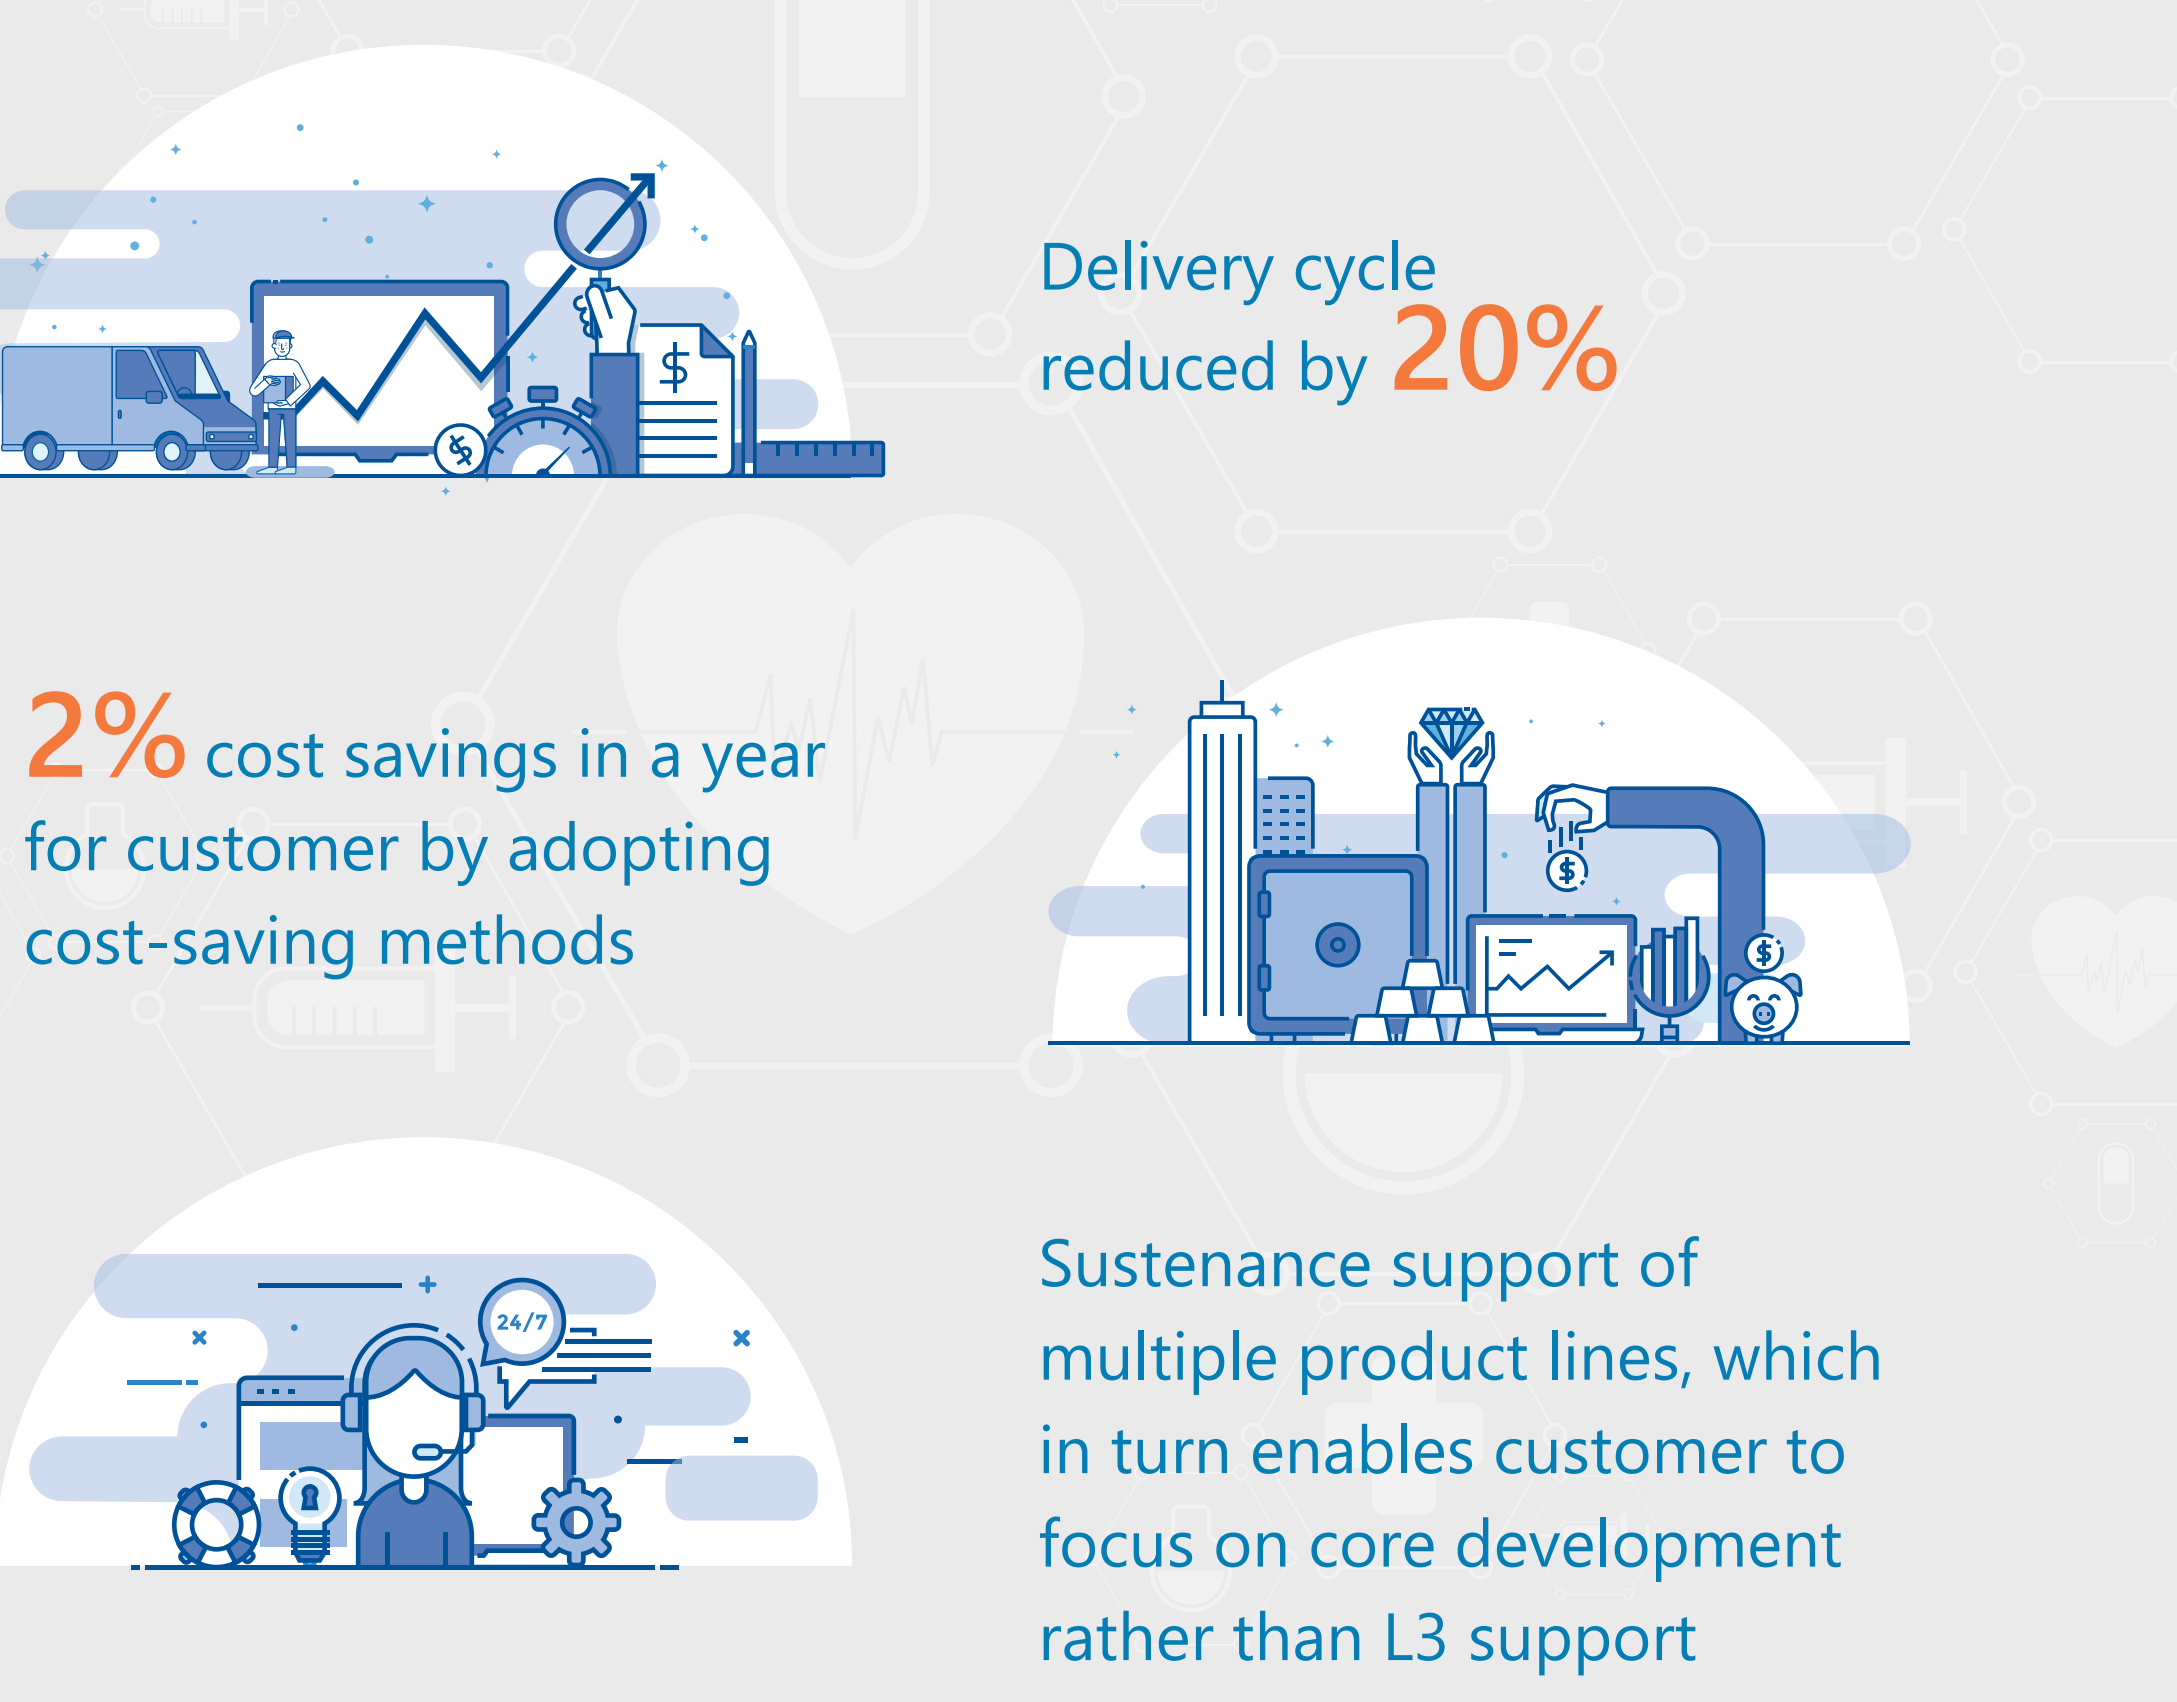 Delivery cycle
reduced by 20%
2% cost savings in a year
for customer by adopting
cost-saving methods
$
$
$
$
24/7
Sustenance support of
multiple product lines, which
in turn enables customer to
focus on core development
rather than L3 support